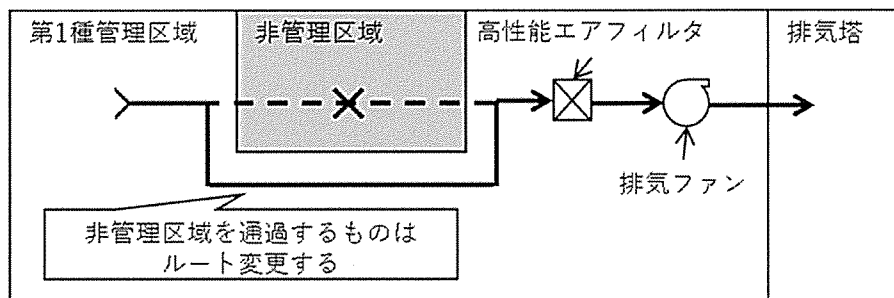 第1種管理区域
非管理区域
高性能エアフィルタ
排気塔
排気ファン
非管理区域を通過するものは
ルート変更する